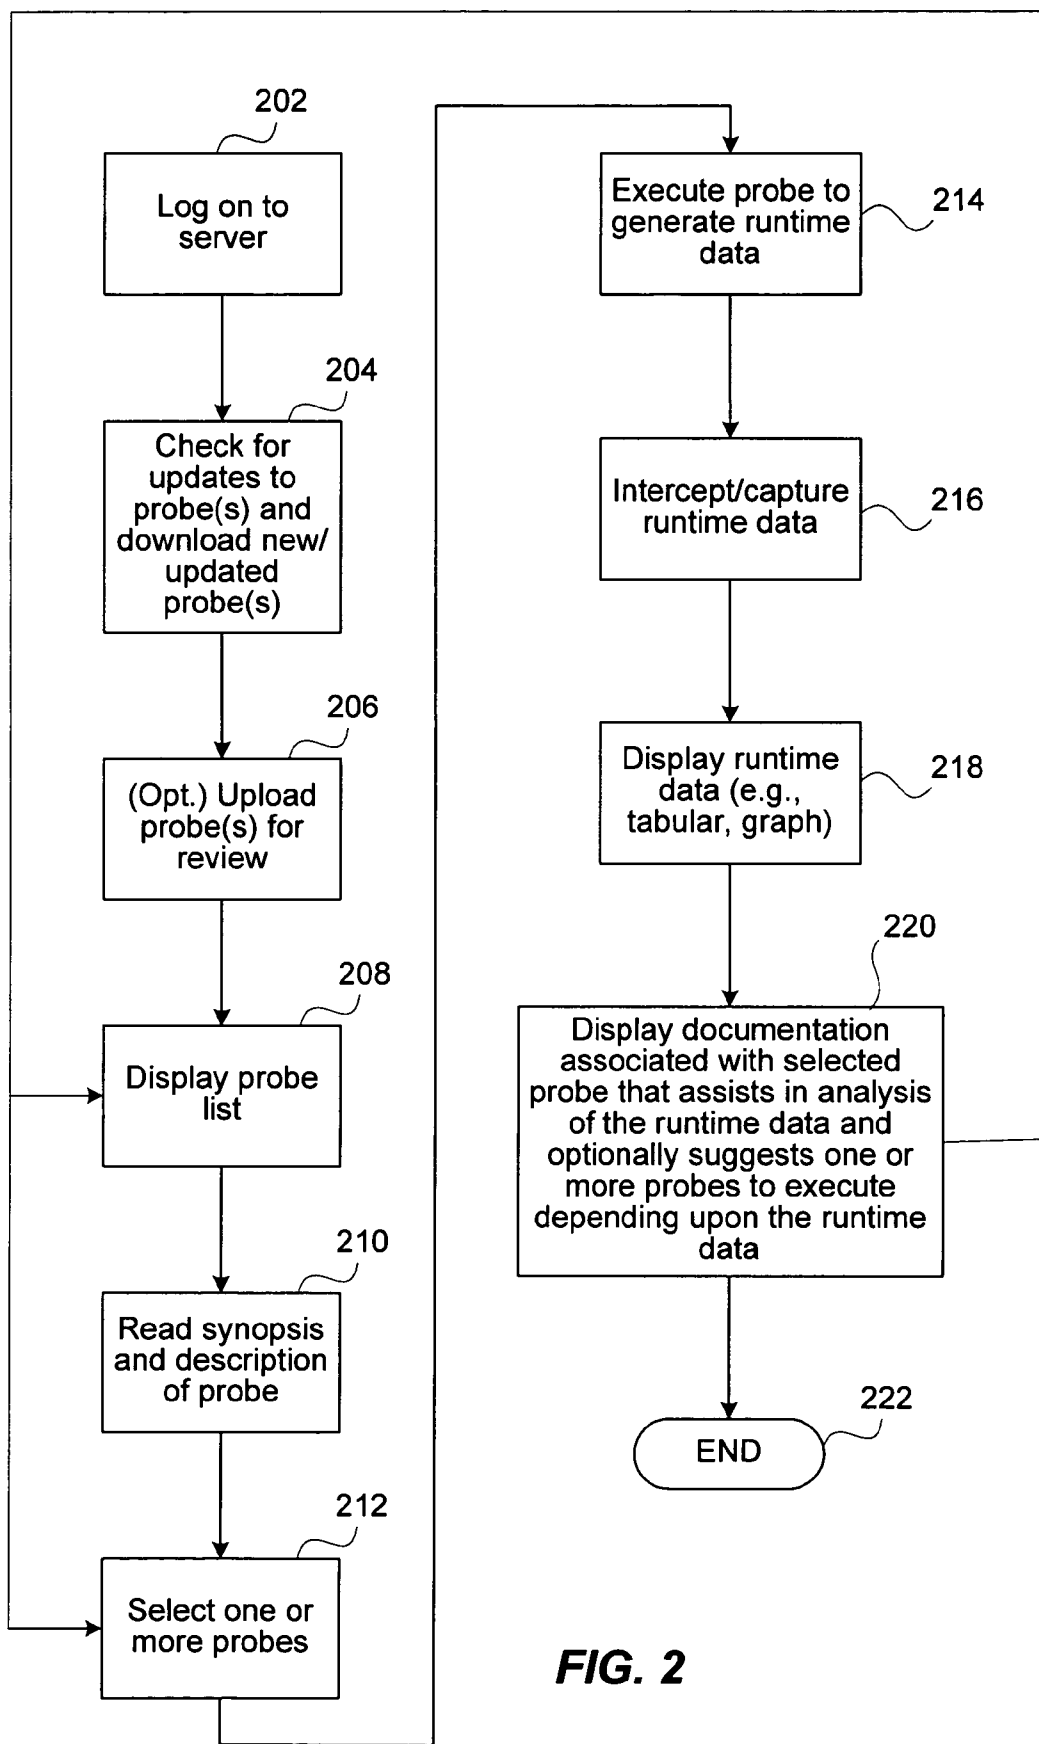 202
Log on to
server
204
Check for
updates to
probe(s) and
download new/
updated
probe(s)
206
(Opt.) Upload
probe(s) for
review
208
Display probe
list
210
Read synopsis
and description
of probe
212
Select one or
more probes
Execute probe to
generate runtime
data
214
Intercept/capture
runtime data
216
Display runtime
data (e.g.,
tabular, graph)
218
220
Display documentation
associated with selected
probe that assists in analysis
of the runtime data and
optionally suggests one or
more probes to execute
depending upon the runtime
data
222
END
FIG. 2